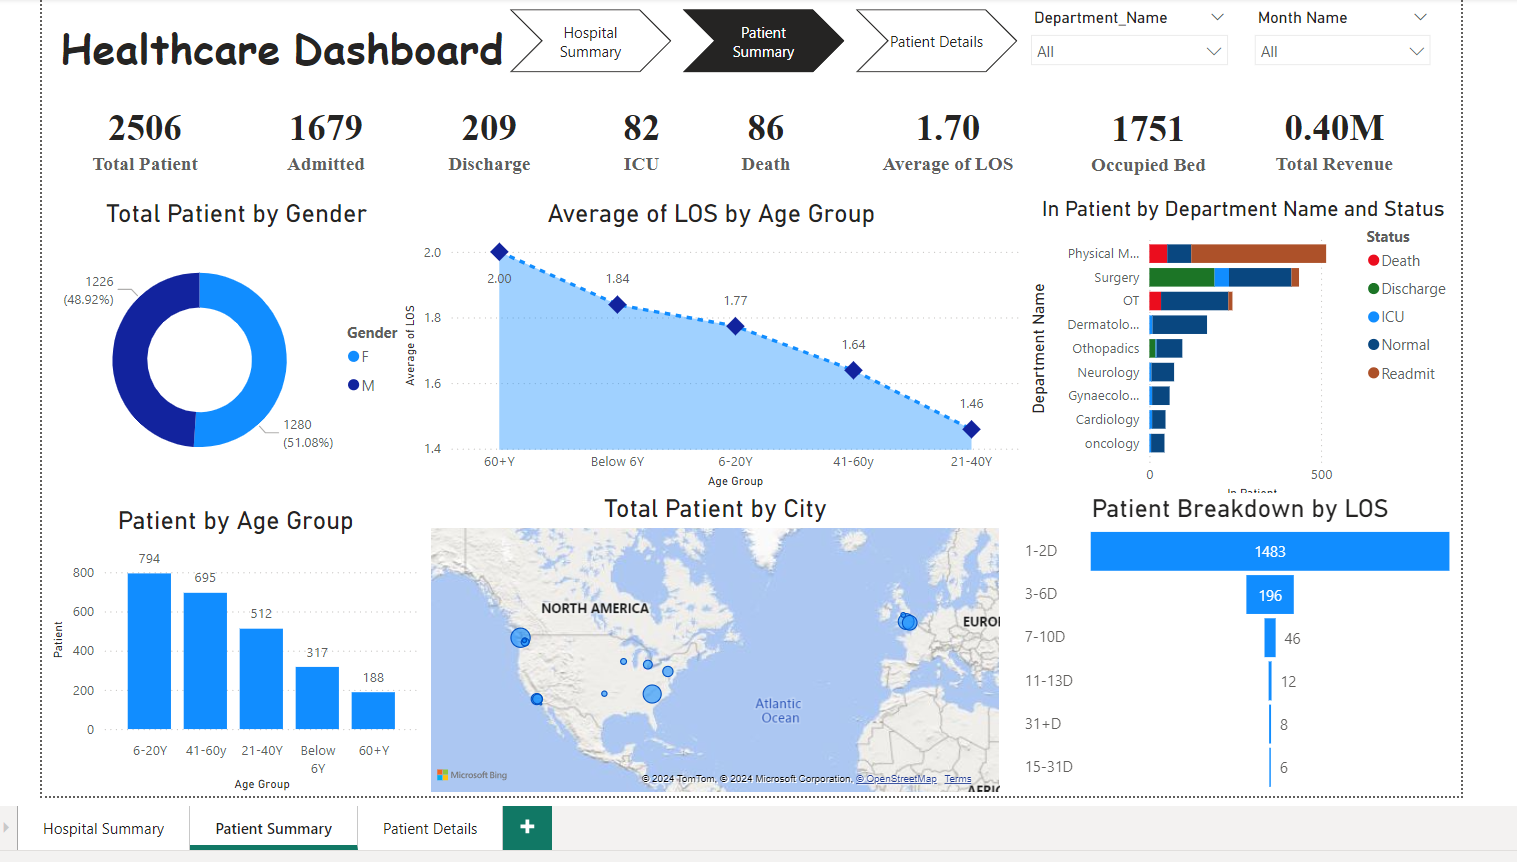 Healthcare Dashboard
Hospital
Summary
Patient
Summary
Patient Details
Department_Name
All
Month Name
All
2506
Total Patient
1679
Admitted
209
Discharge
82
ICU
86
Death
1.70
Average of LOS
1751
Occupied Bed
0.40M
Total Revenue
Total Patient by Gender
1226
(48.92%)
1280
(51.08%)
Gender
F
M
Average of LOS by Age Group
Average of LOS
2.0
1.8
1.6
1.4
2.00
1.84
1.77
1.64
1.46
60+Y
Below 6Y
6-20Y
41-60y
21-40Y
Age Group
In Patient by Department Name and Status
Department Name
Physical M...
Surgery
OT
Dermatolo...
Othopadics
Neurology
Gynaecolo...
Cardiology
oncology
0
500
In Patient
Status
Death
Discharge
ICU
Normal
Readmit
Patient by Age Group
Patient
800
600
400
200
0
794
695
512
317
188
6-20Y
41-60y
21-40Y
Below
6Y
60+Y
Age Group
Total Patient by City
NORTH AMERICA
EURO
Atlantic
Ocean
AFRIC
Microsoft Bing
© 2024 TomTom, © 2024 Microsoft Corporation, © OpenStreetMap Terms
Patient Breakdown by LOS
1-2D
1483
3-6D
196
7-10D
46
11-13D
12
31+D
8
15-31D
6
Hospital Summary
Patient Summary
Patient Details
+